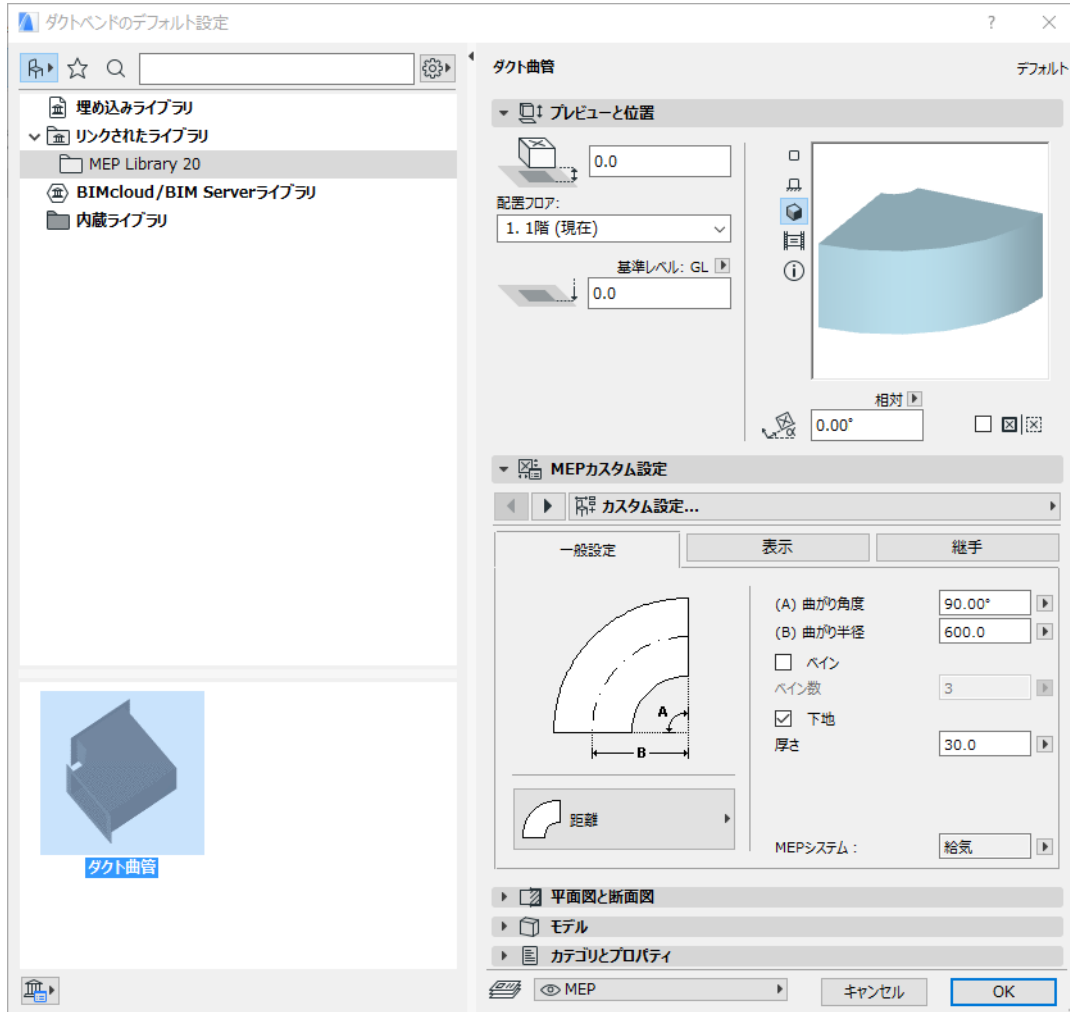 ダクトベンドのデフォルト設定
?
埋め込みライブラリ
リンクされたライブラリ
MEP Library 20
BIMcloud/BIM Serverライブラリ
内蔵ライブラリ
ダクト曲管
ダクト曲管
デフォルト
プレビューと位置
0.0
配置フロア:
1. 1階 (現在)
基準レベル: GL
0.0
相対
α
0.00°
MEPカスタム設定
カスタム設定...
一般設定
表示
継手
A
B
距離
(A) 曲がり角度
90.00°
(B) 曲がり半径
600.0
ベイン
ベイン数
3
下地
厚さ
30.0
MEPシステム :
給気
平面図と断面図
モデル
カテゴリとプロパティ
MEP
キャンセル
OK